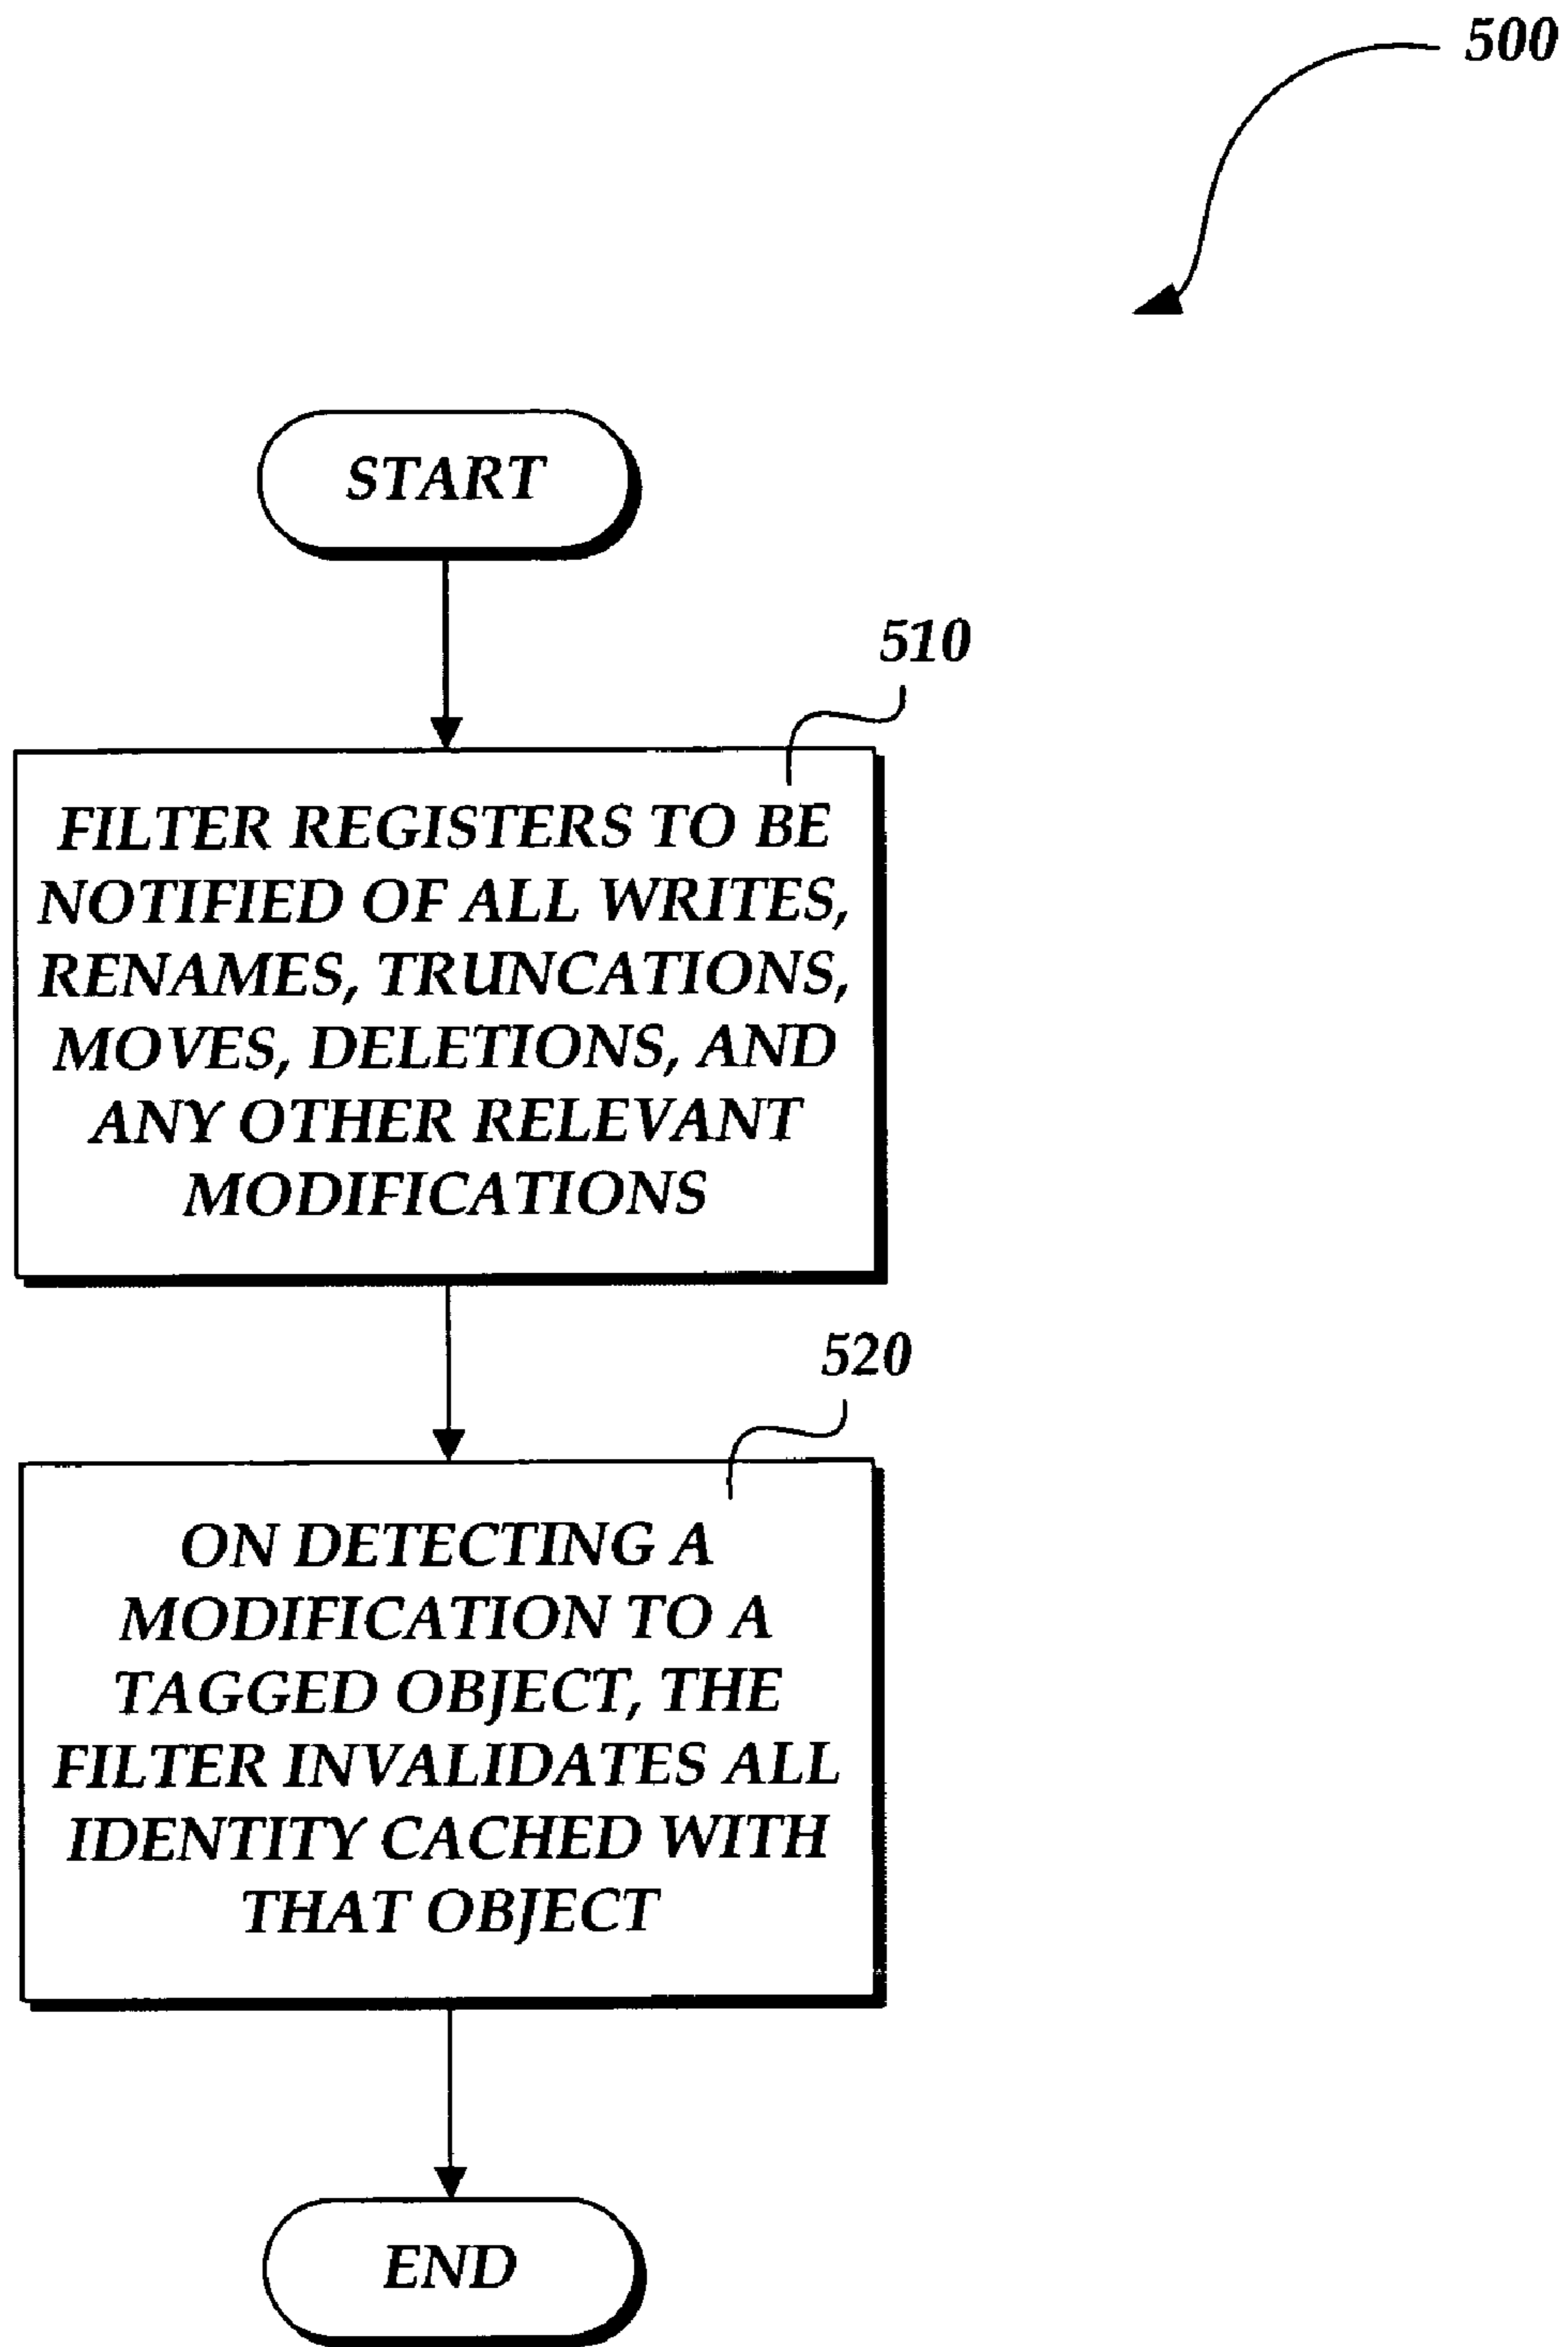 500
START
510
FILTER REGISTERS TO BE
NOTIFIED OF ALL WRITES,
RENAMES, TRUNCATIONS,
MOVES, DELETIONS, AND
ANY OTHER RELEVANT
MODIFICATIONS
520
ON DETECTING A
MODIFICATION TO A
TAGGED OBJECT, THE
FILTER INVALIDATES ALL
IDENTITY CACHED WITH
THAT OBJECT
END